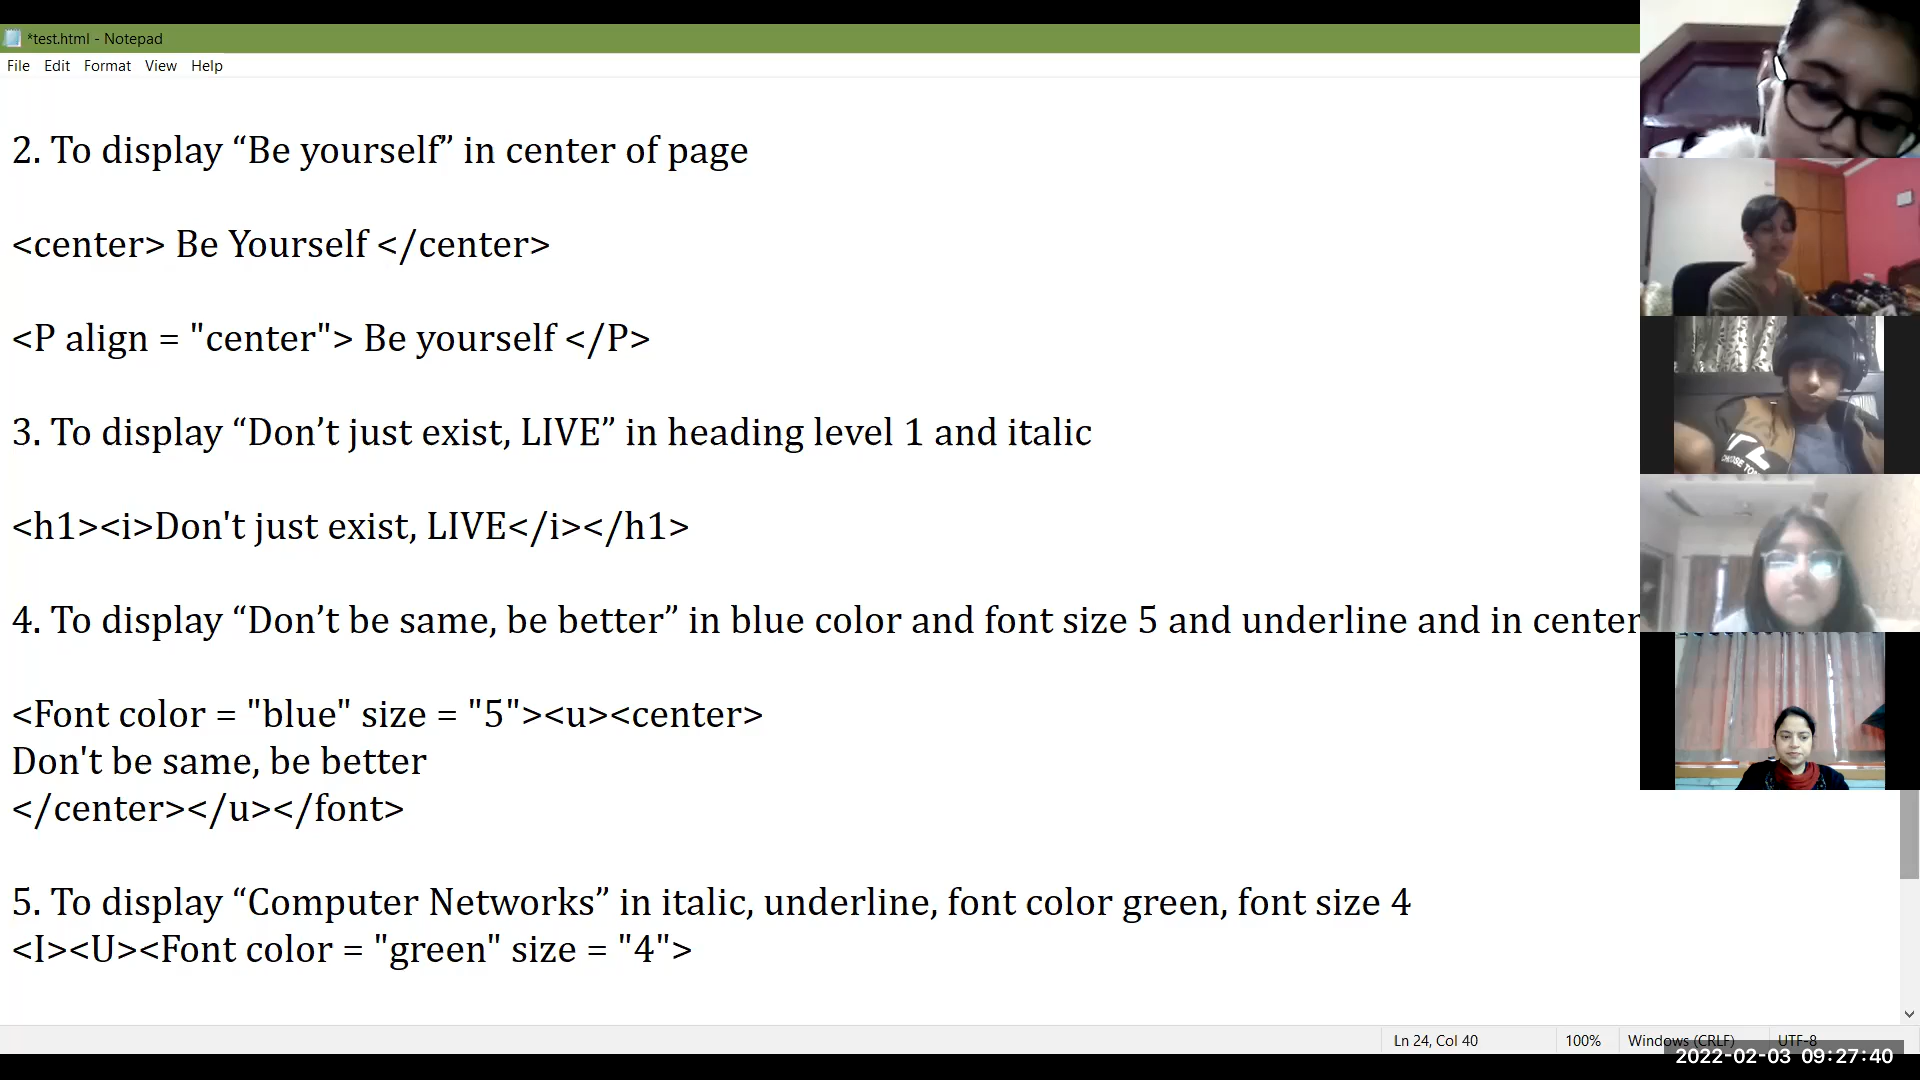 *test.html - Notepad
File Edit Format View Help
2. To display “Be yourself” in center of page
<center> Be Yourself </center>
<P align = "center"> Be yourself </P>
3. To display “Don’t just exist, LIVE” in heading level 1 and italic
<h1><i>Don't just exist, LIVE</i></h1>
4. To display “Don’t be same, be better” in blue color and font size 5 and underline and in center
<Font color = "blue" size = "5"><u><center>
Don't be same, be better
</center></u></font>
5. To display “Computer Networks” in italic, underline, font color green, font size 4
<I><U><Font color = "green" size = "4">
Ln 24, Col 40 100% Windows (CRLF) UTF-8
2022-02-03 09:27:40